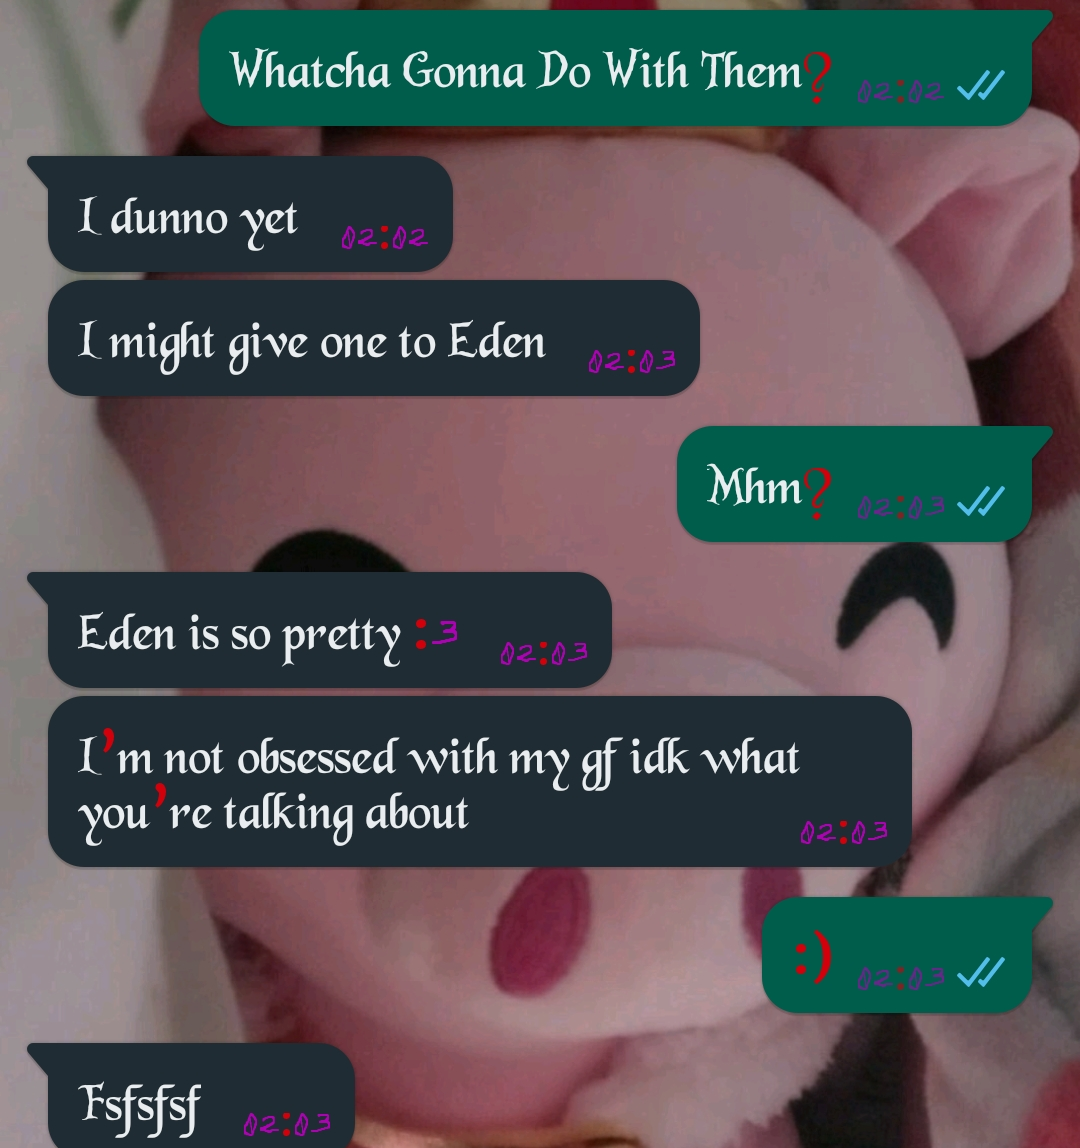 Whatcha Gonna Do With Them? 02:02
I dunno yet 02:02
I might give one to Eden 02:03
Mhm? 02:03
Eden is so pretty :3 02:03
I'm not obsessed with my gf idk what
you're talking about 02:03
:) 02:03
Fsfsfsf 02:03